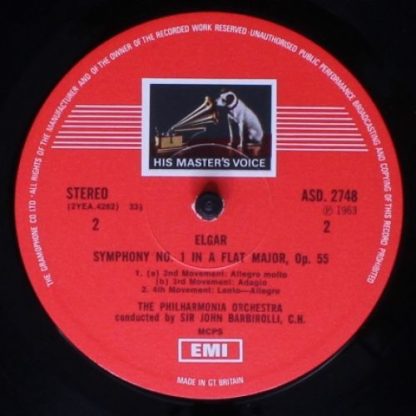 THE GRAMOPHONE CO LTD · ALL RIGHTS OF THE MANUFACTURER AND OF THE OWNER OF THE RECORDED WORK RESERVED · UNAUTHORISED PUBLIC PERFORMANCE BROADCASTING AND COPYING OF THIS RECORD PROHIBITED
HIS MASTER'S VOICE
STEREO
(2YEA.4282) 33⅓
2
ASD. 2748
℗ 1963
2
ELGAR
SYMPHONY NO. 1 IN A FLAT MAJOR, Op. 55
1. (a) 2nd Movement: Allegro molto
(b) 3rd Movement: Adagio
2. 4th Movement: Lento—Allegro
THE PHILHARMONIA ORCHESTRA
conducted by SIR JOHN BARBIROLLI, C.H.
MCPS
EMI
MADE IN GT BRITAIN